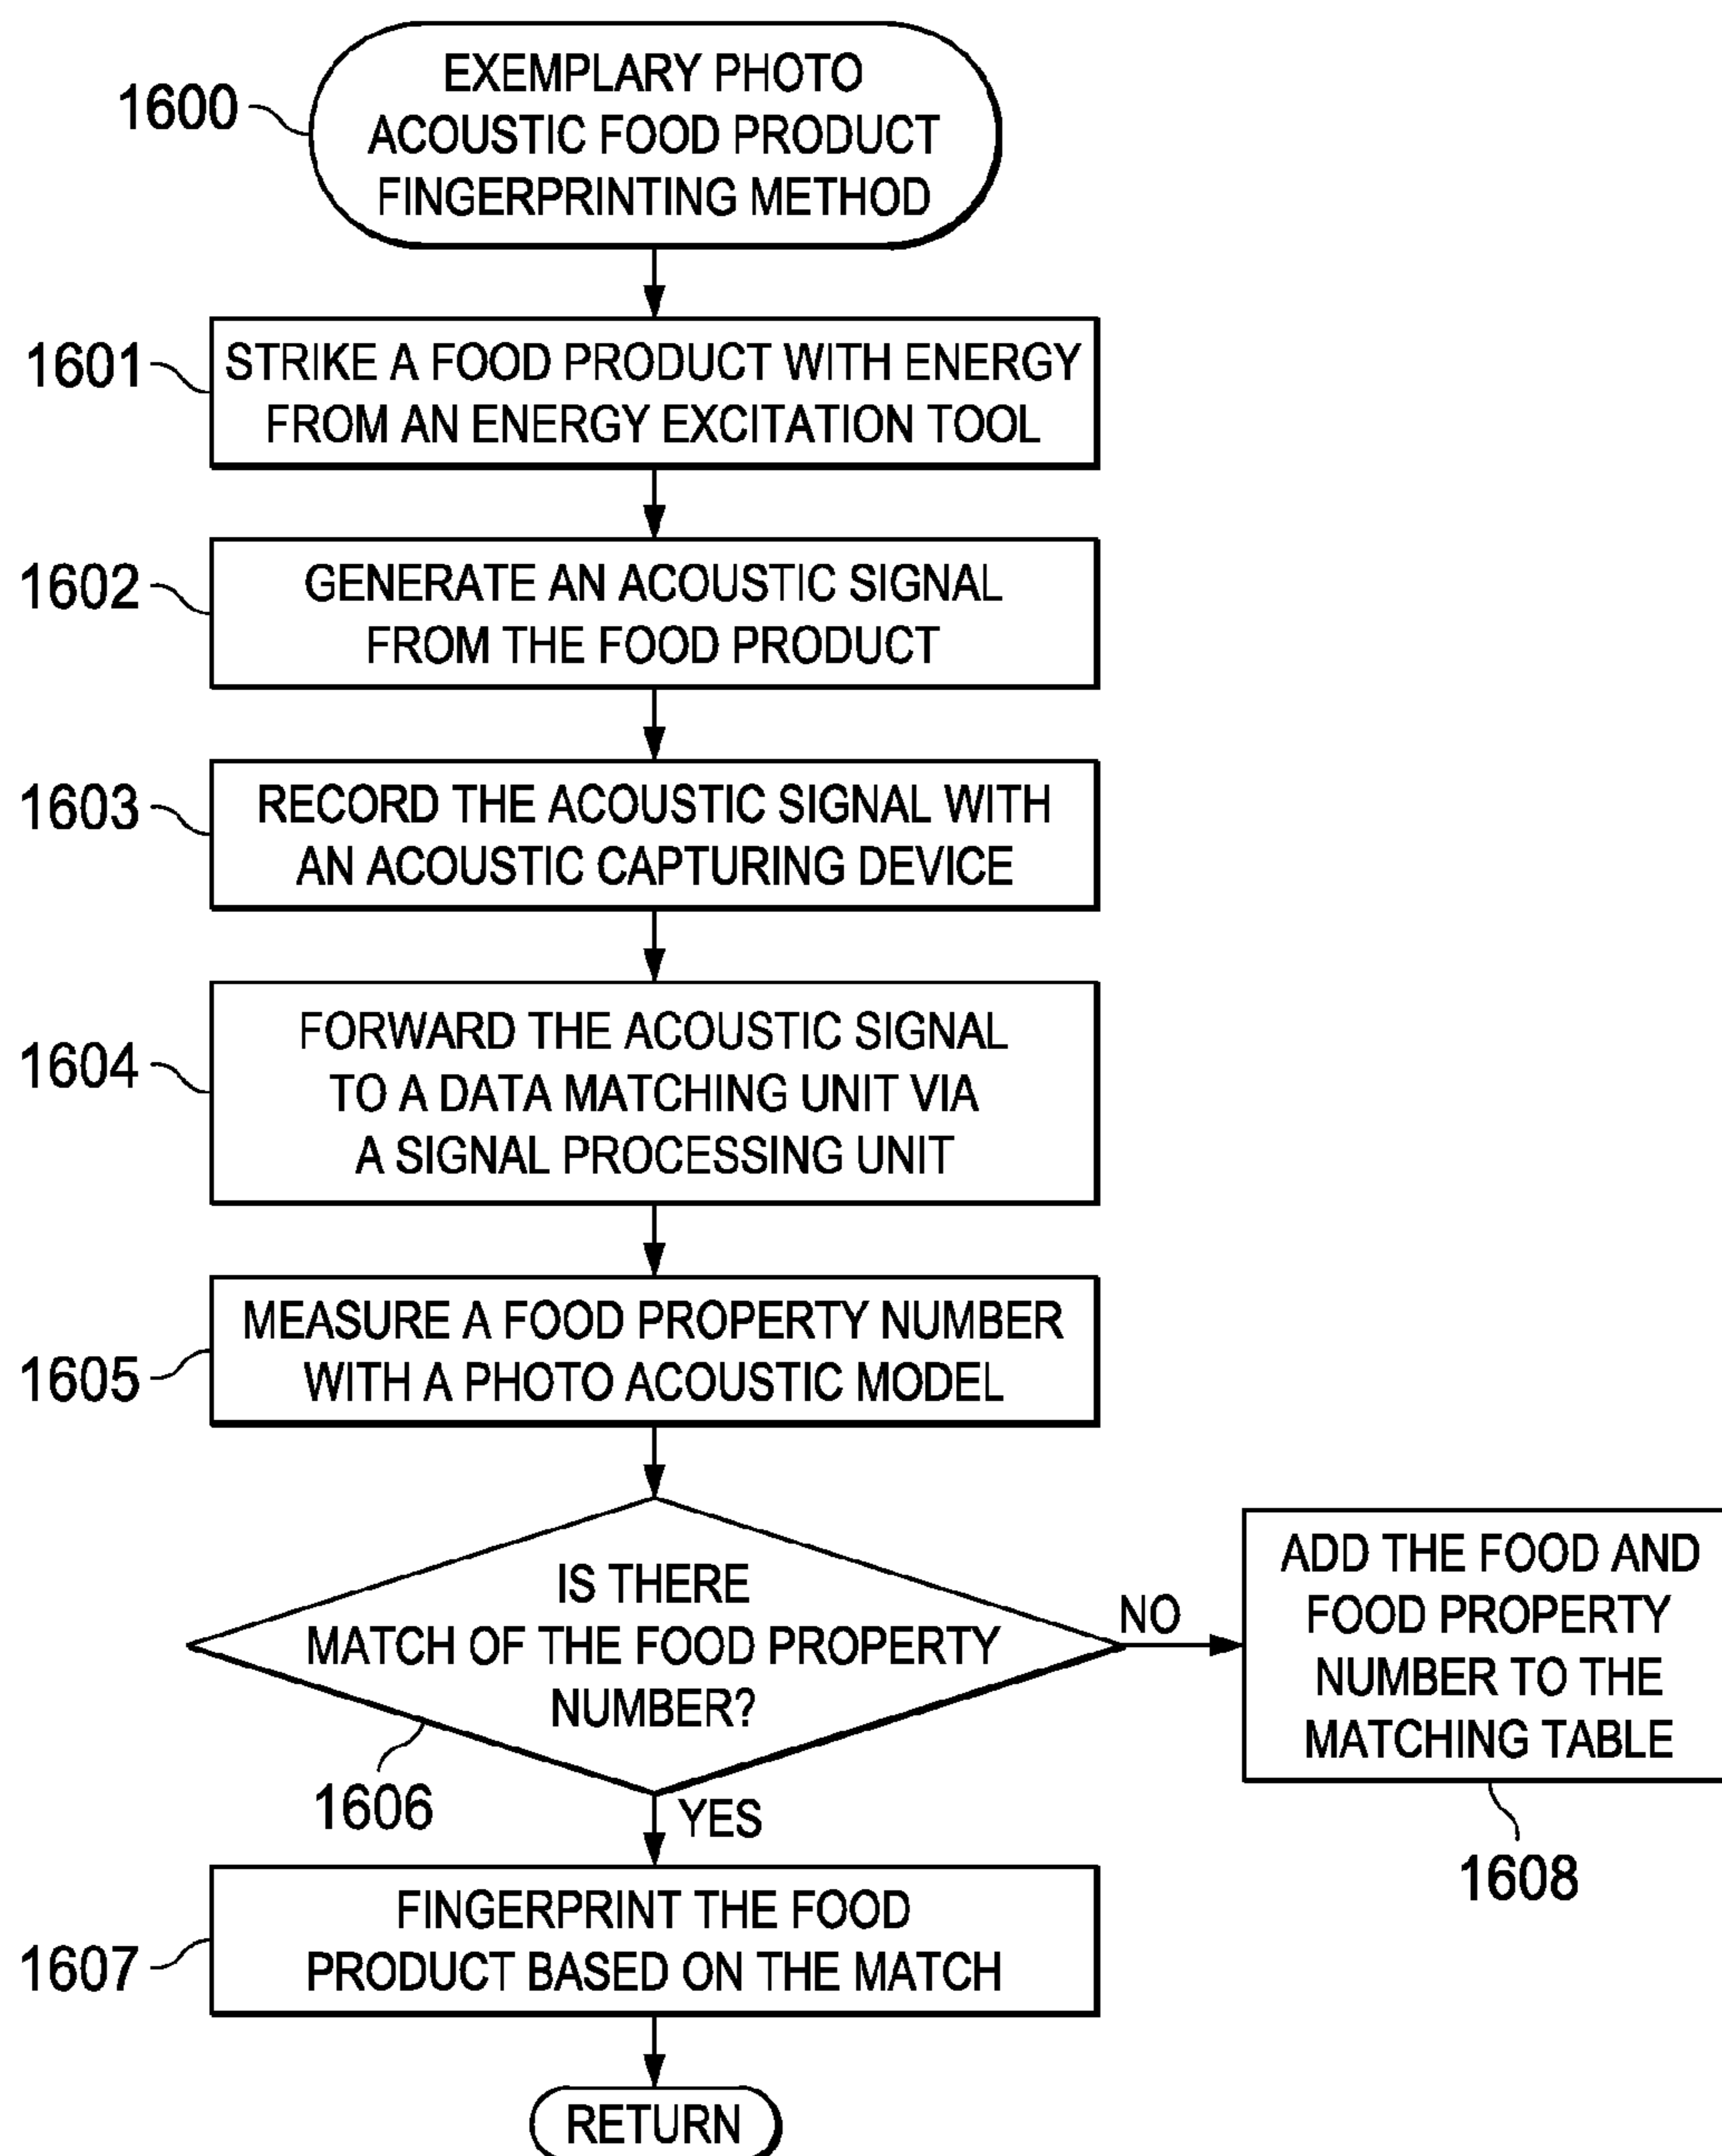 EXEMPLARY PHOTO
ACOUSTIC FOOD PRODUCT
FINGERPRINTING METHOD
1600
STRIKE A FOOD PRODUCT WITH ENERGY
FROM AN ENERGY EXCITATION TOOL
1601
GENERATE AN ACOUSTIC SIGNAL
FROM THE FOOD PRODUCT
1602
RECORD THE ACOUSTIC SIGNAL WITH
AN ACOUSTIC CAPTURING DEVICE
1603
FORWARD THE ACOUSTIC SIGNAL
TO A DATA MATCHING UNIT VIA
A SIGNAL PROCESSING UNIT
1604
MEASURE A FOOD PROPERTY NUMBER
WITH A PHOTO ACOUSTIC MODEL
1605
IS THERE
MATCH OF THE FOOD PROPERTY
NUMBER?
1606
NO
ADD THE FOOD AND
FOOD PROPERTY
NUMBER TO THE
MATCHING TABLE
1608
YES
FINGERPRINT THE FOOD
PRODUCT BASED ON THE MATCH
1607
RETURN